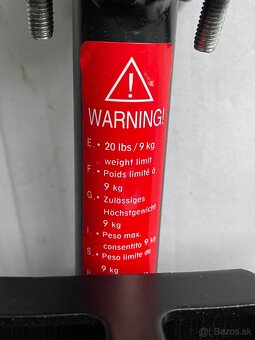 WARNING!
E. • 20 lbs / 9 kg
weight limit
F. • Poids limité à
9 kg
G. • Zulässiges
Höchstgewicht
9 kg
I. • Peso max.
consentito 9 kg
S. • Peso limite de
9 kg
bazos.sk